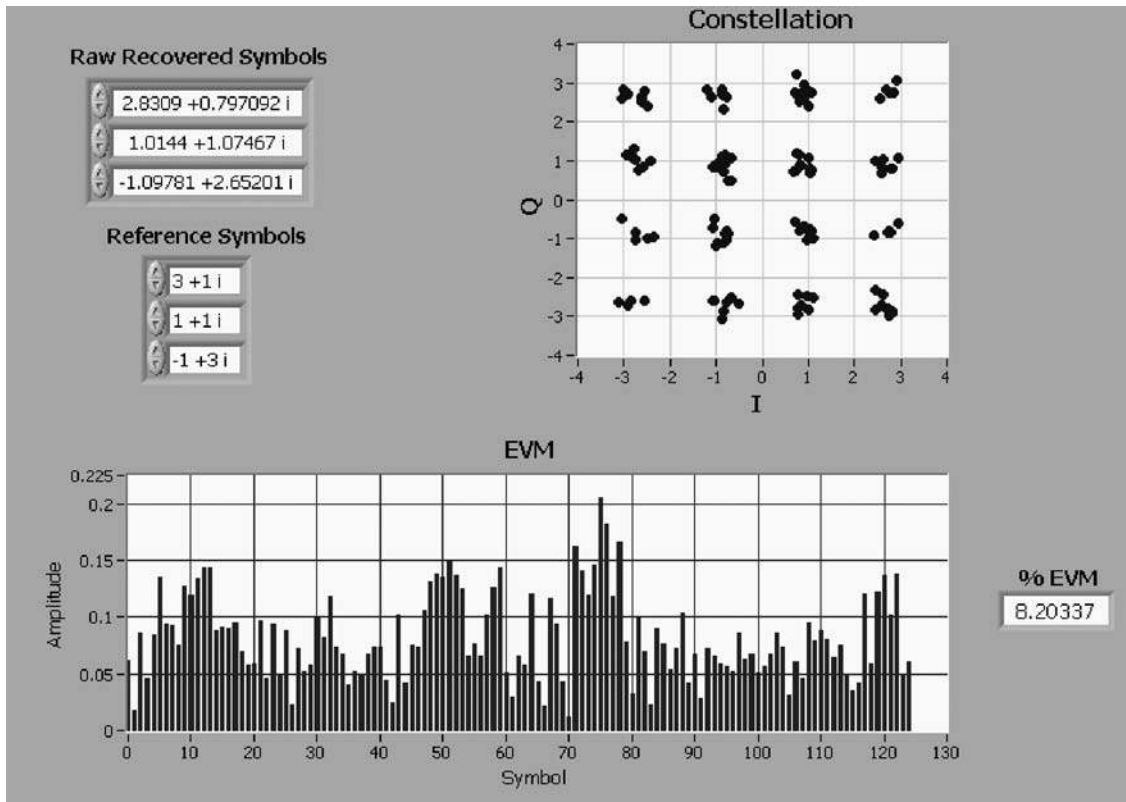 Constellation
Raw Recovered Symbols
2.8309 +0.797092 i
1.0144 +1.07467 i
-1.09781 +2.65201 i
Reference Symbols
3 +1 i
1 +1 i
-1 +3 i
4
3
2
1
0
-1
-2
-3
-4
Q
-4 -3 -2 -1 0 1 2 3 4
I
EVM
0.225
0.2
0.15
0.1
0.05
0
Amplitude
0 10 20 30 40 50 60 70 80 90 100 110 120 130
Symbol
% EVM
8.20337